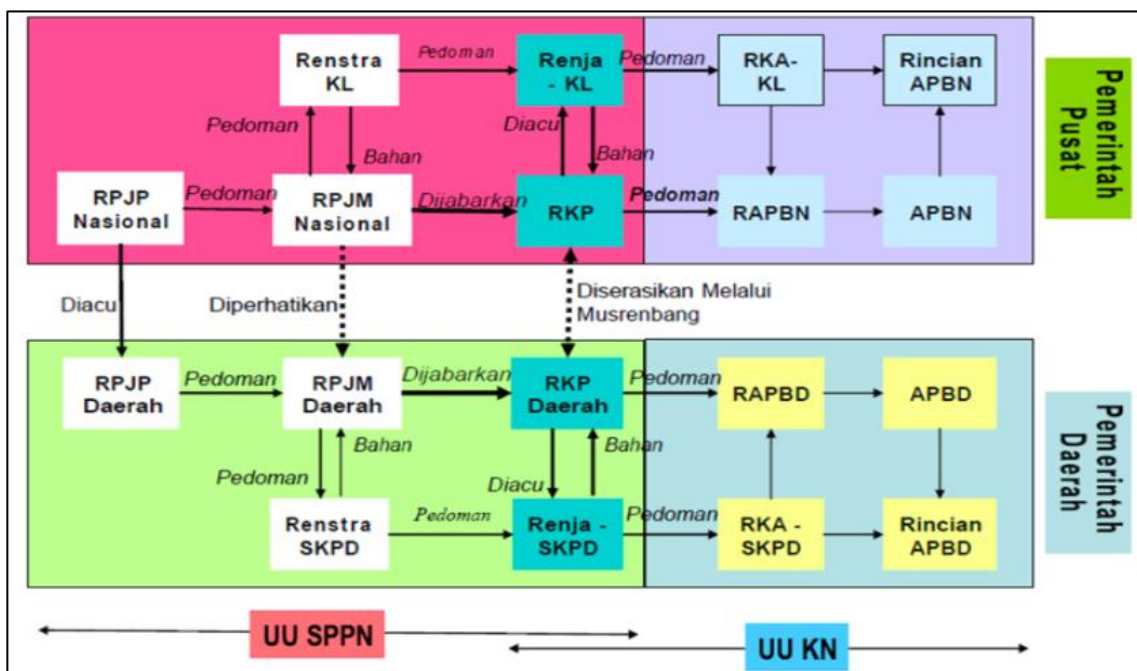 Renstra
KL
Pedoman
Renja
- KL
Pedoman
RKA-
KL
Rincian
APBN
Pemerintah
Pusat
Pedoman
Bahan
Diacu
Bahan
RPJP
Nasional
Pedoman
RPJM
Nasional
Dijabarkan
RKP
Pedoman
RAPBN
APBN
Diacu
Diperhatikan
Diserasikan Melalui
Musrenbang
RPJP
Daerah
Pedoman
RPJM
Daerah
Dijabarkan
RKP
Daerah
Pedoman
RAPBD
APBD
Pemerintah
Daerah
Pedoman
Bahan
Diacu
Bahan
Renstra
SKPD
Pedoman
Renja -
SKPD
Pedoman
RKA -
SKPD
Rincian
APBD
UU SPPN
UU KN